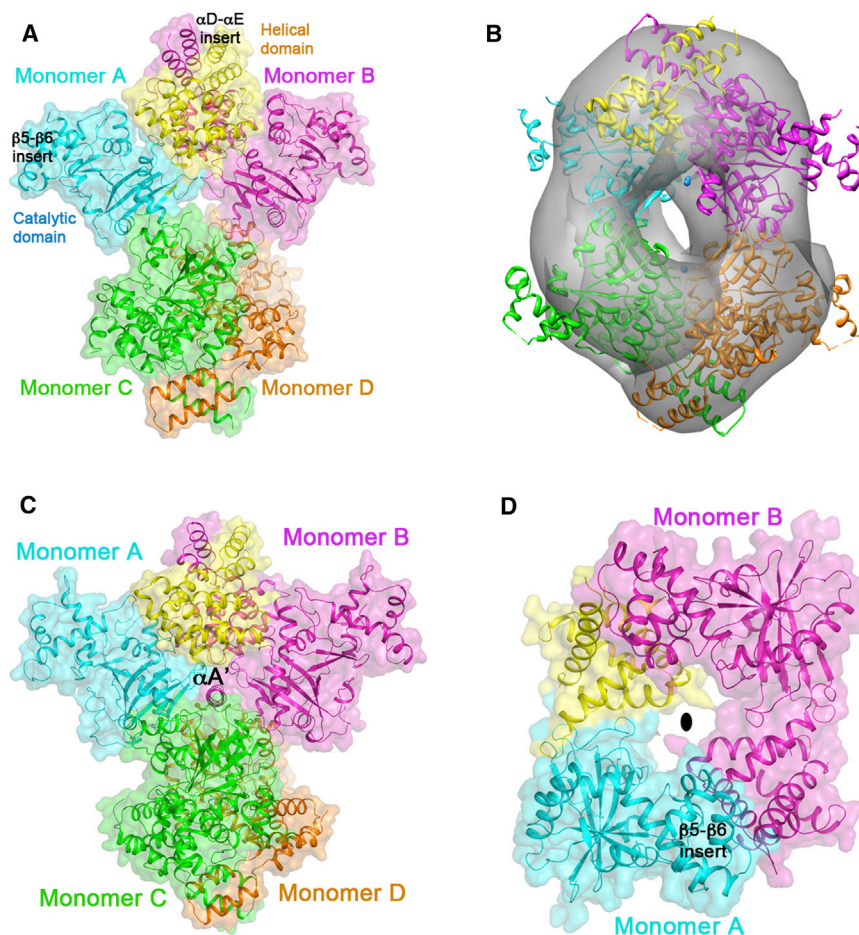 A
αD-αE
insert
Helical
domain
Monomer A
Monomer B
β5-β6
insert
Catalytic
domain
Monomer C
Monomer D
B
C
Monomer A
Monomer B
αA’
Monomer C
Monomer D
D
Monomer B
β5-β6
insert
Monomer A